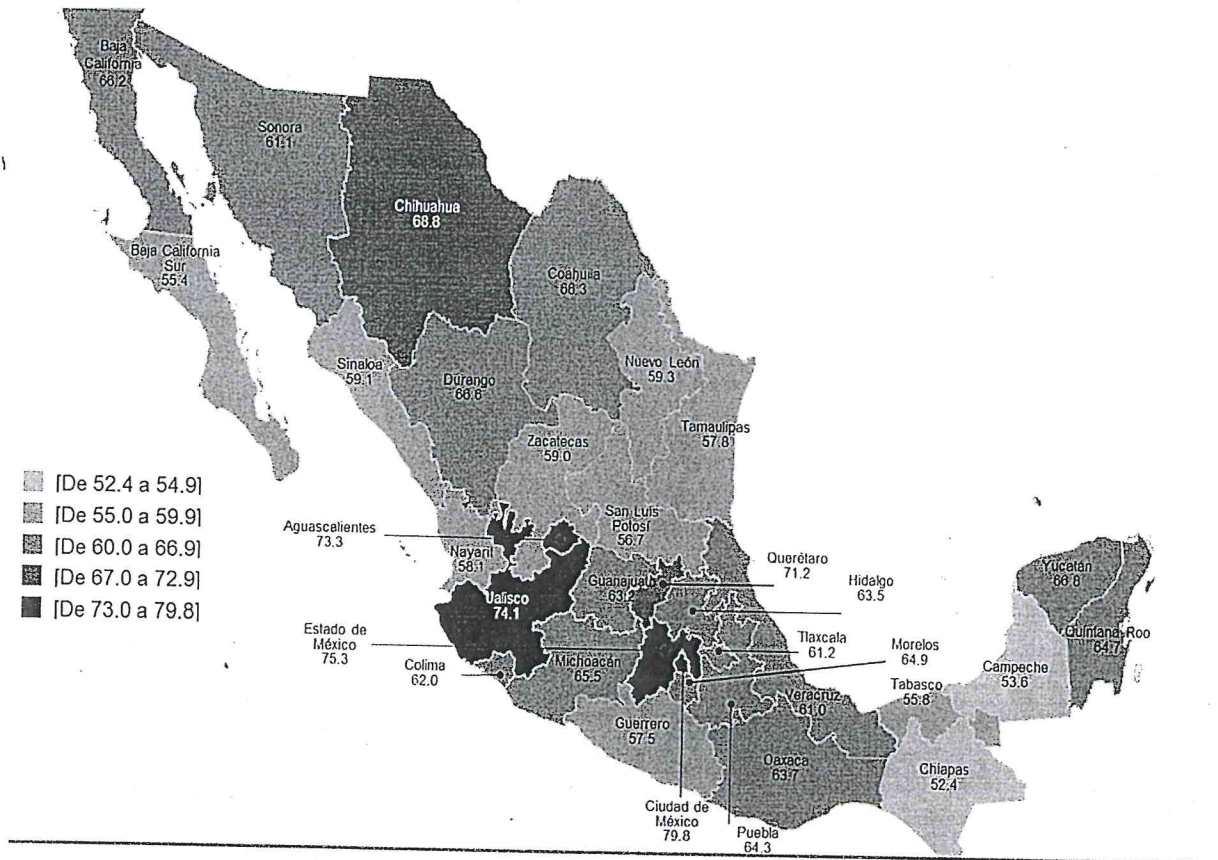 Baja
California
66.2
Sonora
61.1
Chihuahua
68.8
Baja California
Sur
55.4
Coahuila
66.3
Sinaloa
59.1
Durango
66.6
Nuevo León
59.3
Tamaulipas
57.8
Zacatecas
59.0
[De 52.4 a 54.9]
[De 55.0 a 59.9]
[De 60.0 a 66.9]
[De 67.0 a 72.9]
[De 73.0 a 79.8]
Aguascalientes
73.3
San Luis
Potosí
56.7
Nayarit
58.1
Guanajuato
63.2
Querétaro
71.2
Hidalgo
63.5
Yucatán
66.8
Jalisco
74.1
Estado de
México
75.3
Colima
62.0
Michoacán
65.5
Tlaxcala
61.2
Morelos
64.9
Quintana Roo
64.7
Campeche
53.6
Tabasco
55.8
Veracruz
61.0
Guerrero
57.5
Oaxaca
63.7
Chiapas
52.4
Ciudad de
México
79.8
Puebla
64.3